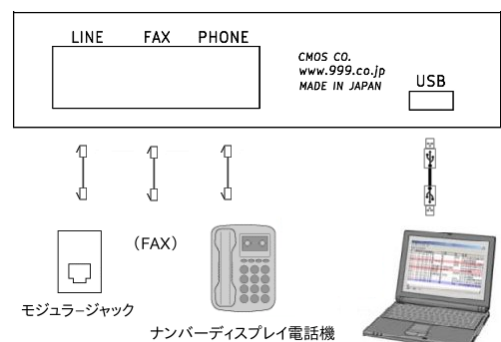 LINE FAX PHONE
CMOS CO.
www.999.co.jp
MADE IN JAPAN
USB
(FAX)
モジュラ−ジャック
ナンバーディスプレイ電話機